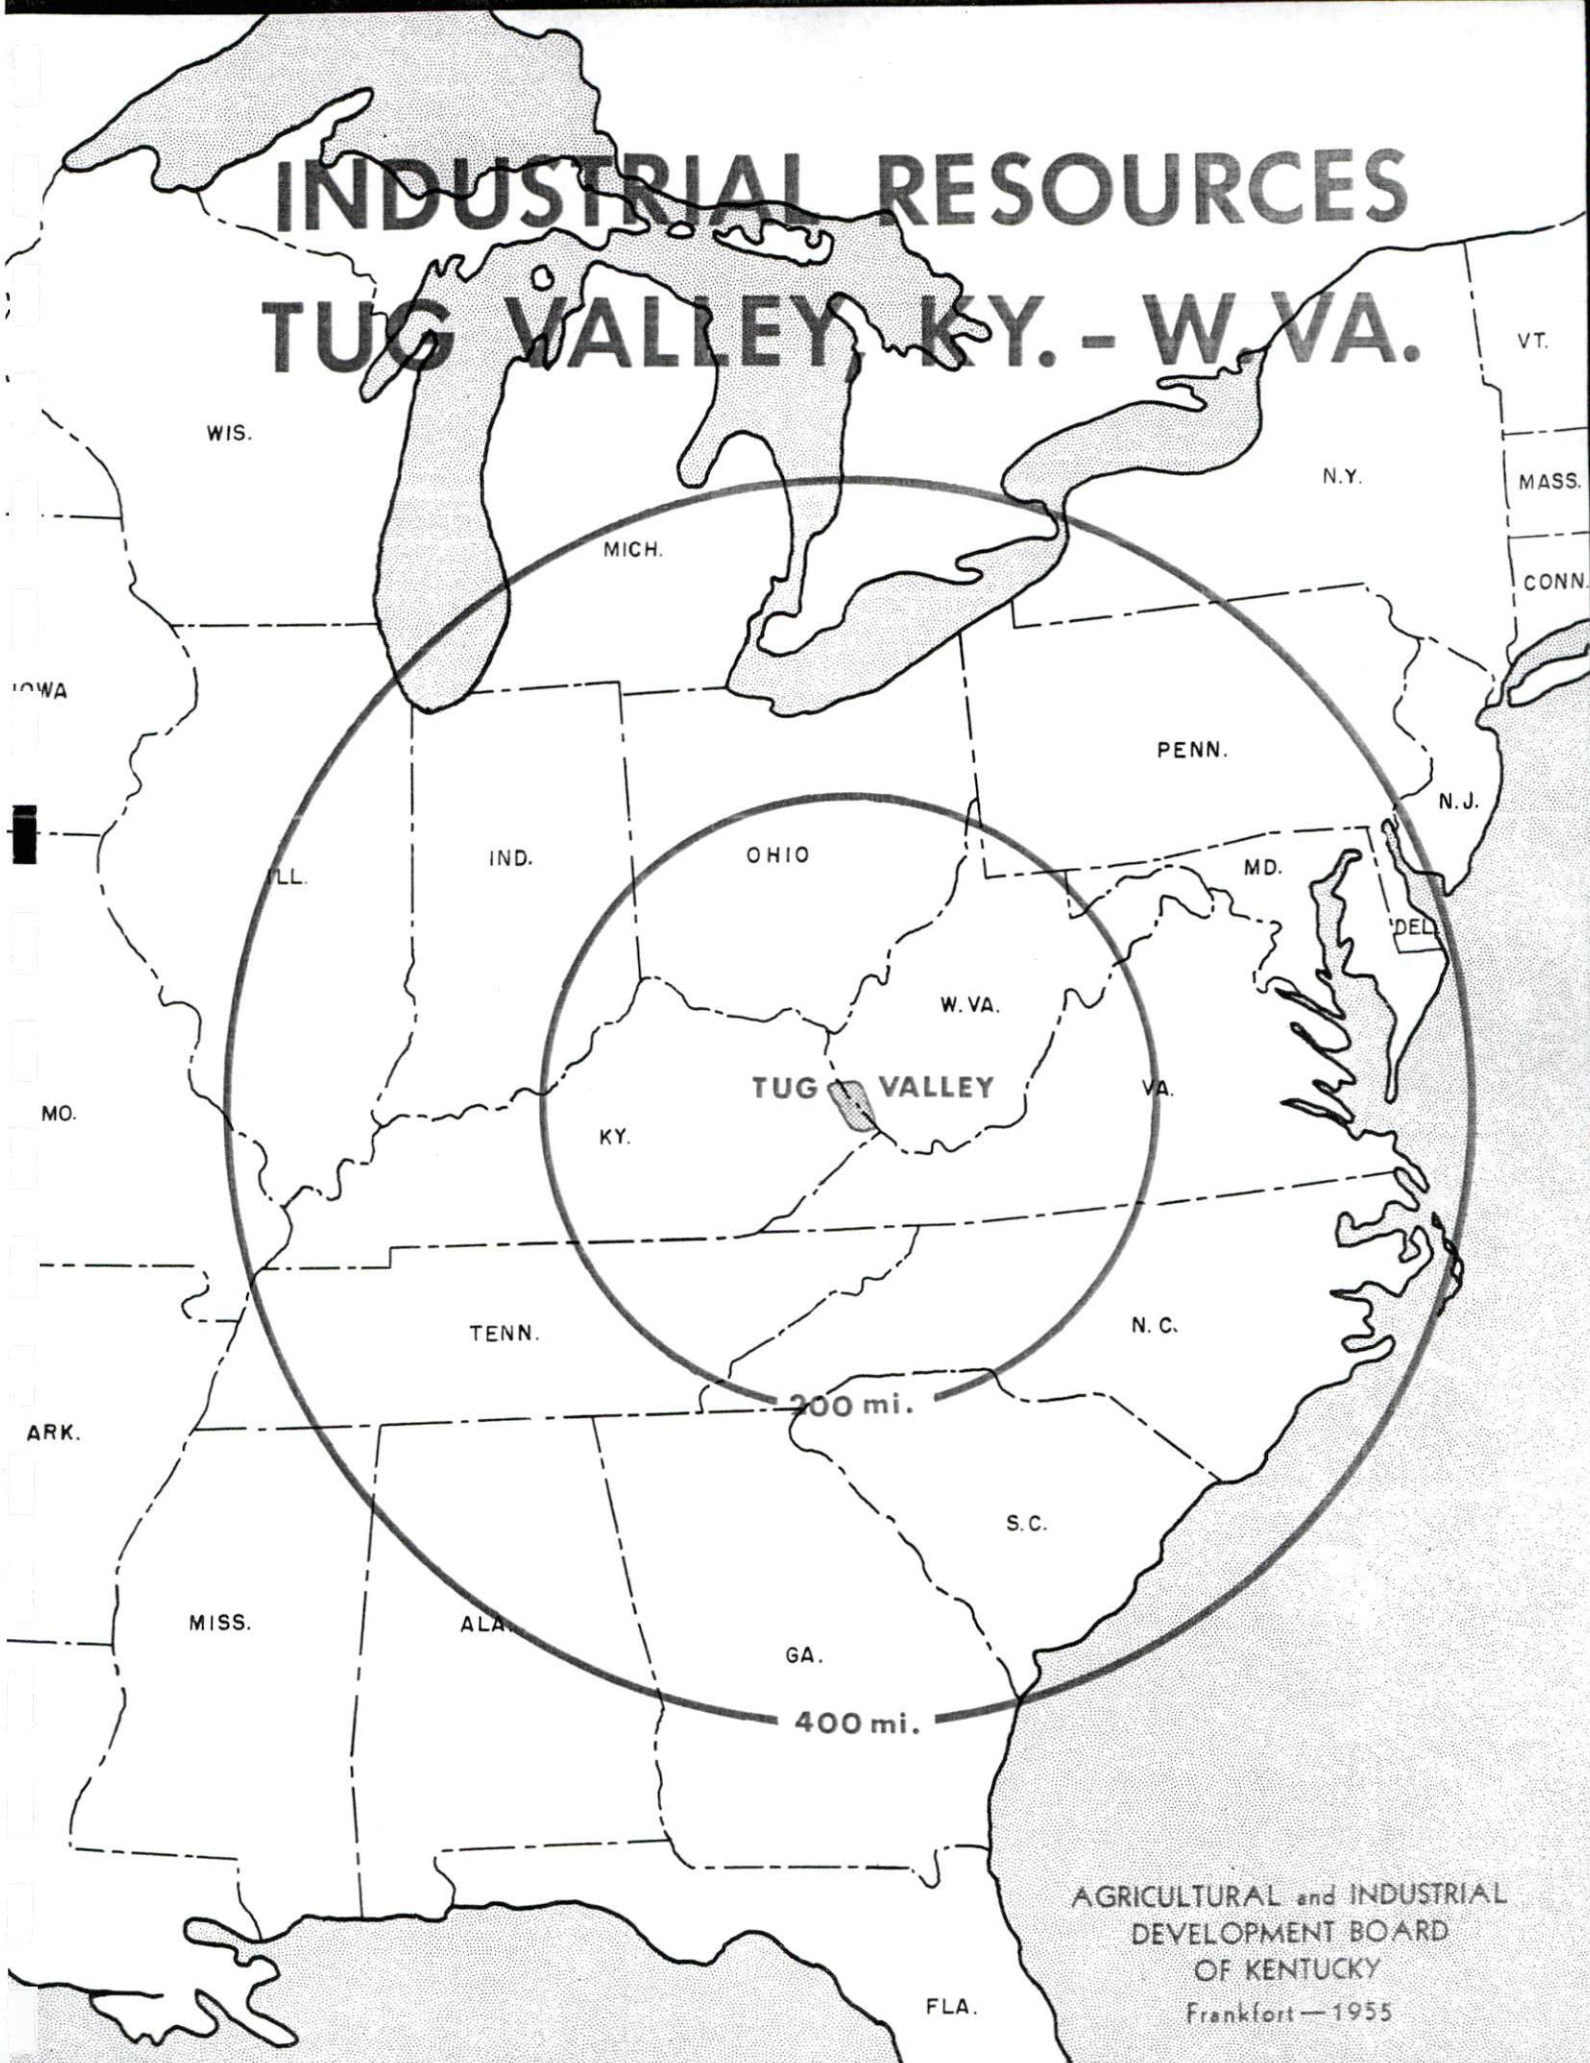 INDUSTRIAL RESOURCES
TUG VALLEY, KY. - W. VA.
VT.
WIS.
N.Y.
MASS.
MICH.
CONN.
IOWA
PENN.
N.J.
OHIO
IND.
MD.
ILL.
DEL.
W. VA.
TUG VALLEY
VA.
MO.
KY.
N. C.
TENN.
200 mi.
ARK.
S. C.
MISS.
ALA.
GA.
400 mi.
AGRICULTURAL and INDUSTRIAL
DEVELOPMENT BOARD
OF KENTUCKY
FLA.
Frankfort — 1955